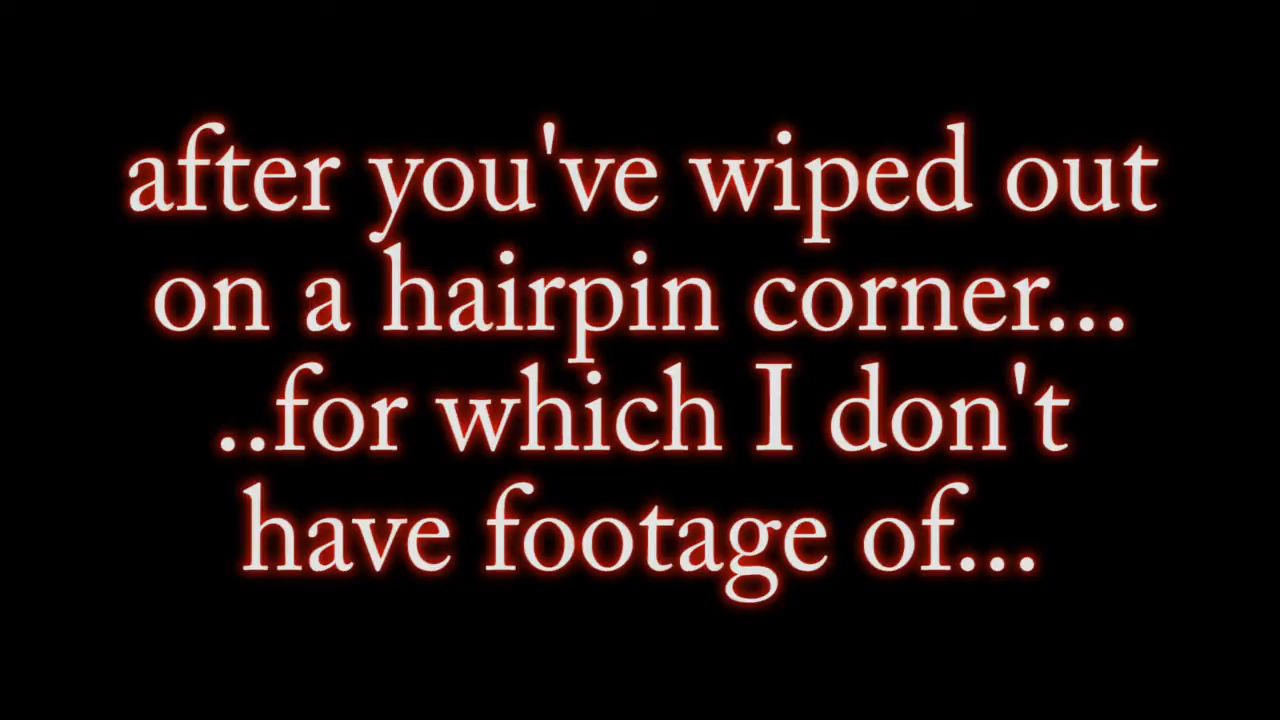 after you've wiped out
on a hairpin corner...
..for which I don't
have footage of...